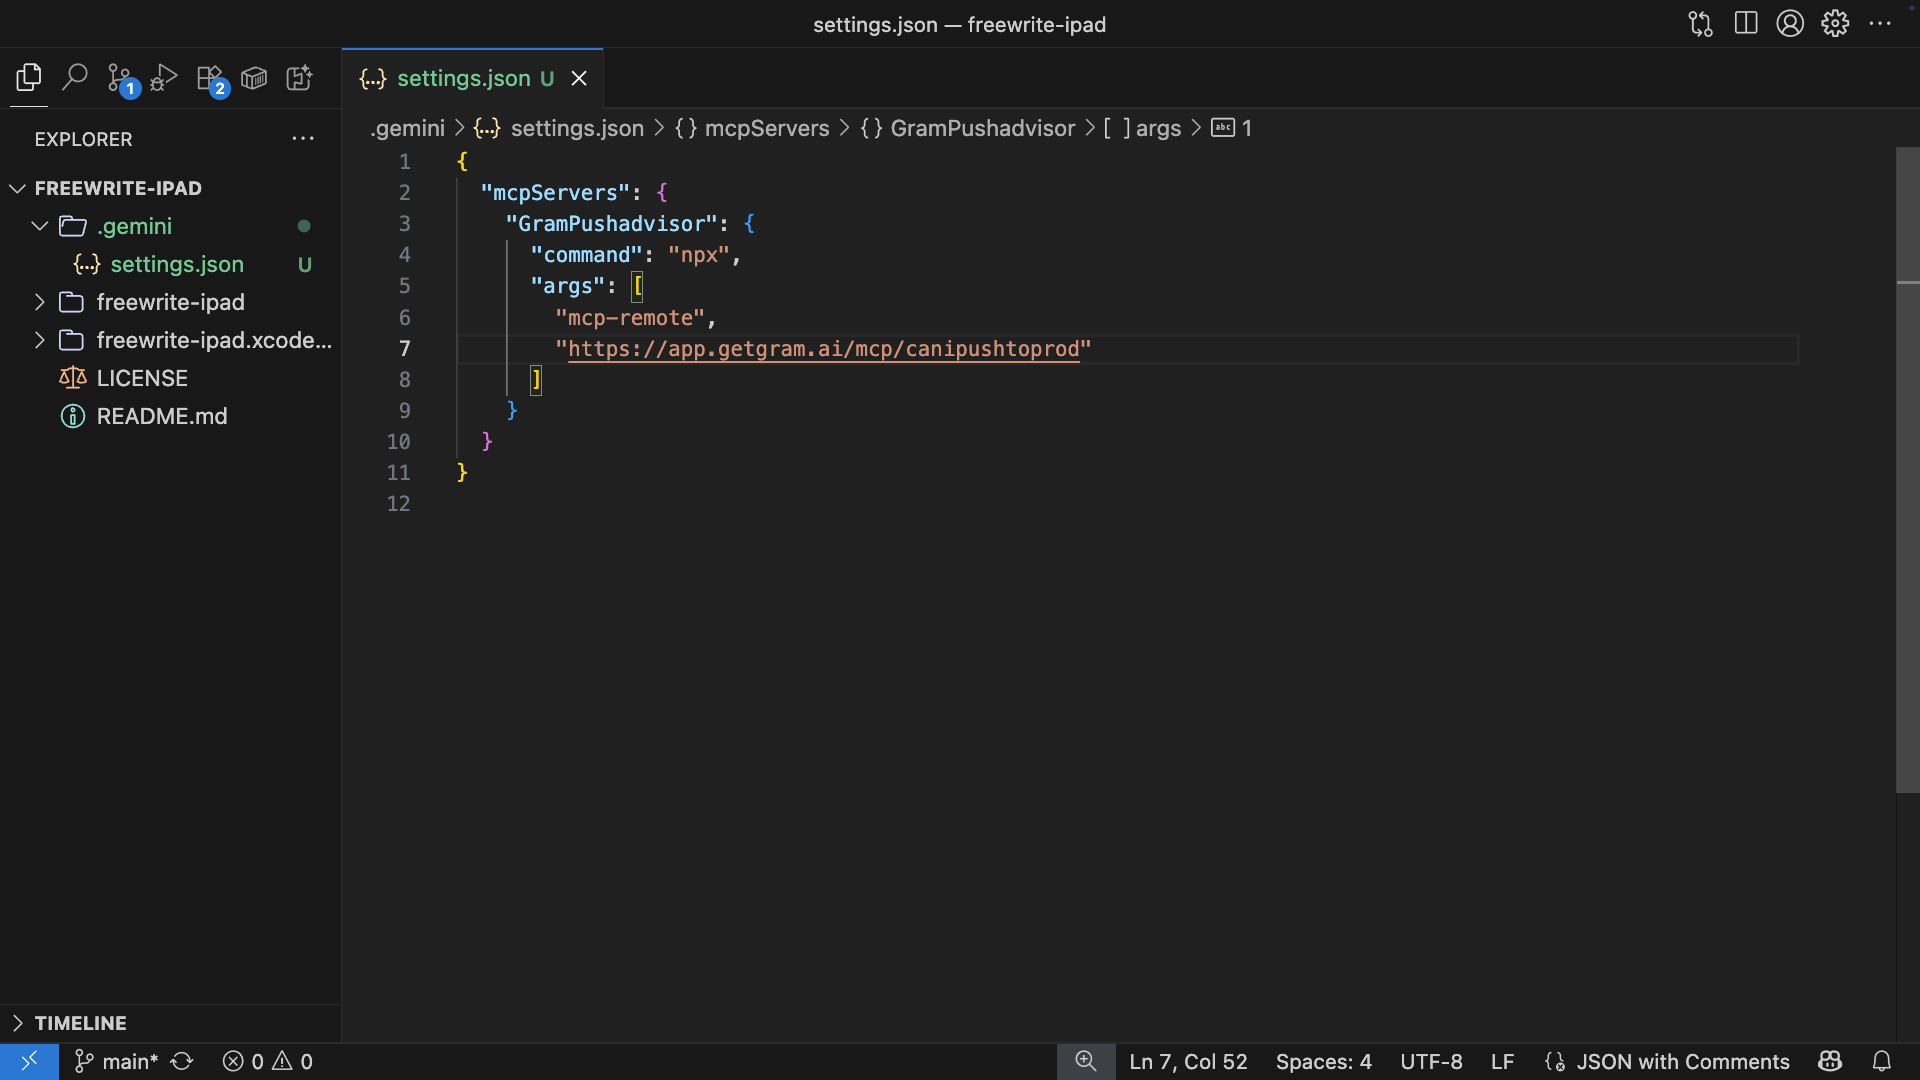 settings.json — freewrite-ipad
1
2
settings.json U
EXPLORER
.gemini > {...} settings.json > {} mcpServers > {} GramPushadvisor > [ ] args > abc 1
FREEWRITE-IPAD
.gemini
{...} settings.json U
freewrite-ipad
freewrite-ipad.xcode...
LICENSE
README.md
1 {
2 "mcpServers": {
3 "GramPushadvisor": {
4 "command": "npx",
5 "args": [
6 "mcp-remote",
7 "https://app.getgram.ai/mcp/canipushtoprod"
8 ]
9 }
10 }
11 }
12
TIMELINE
main* 0 0 Ln 7, Col 52 Spaces: 4 UTF-8 LF JSON with Comments